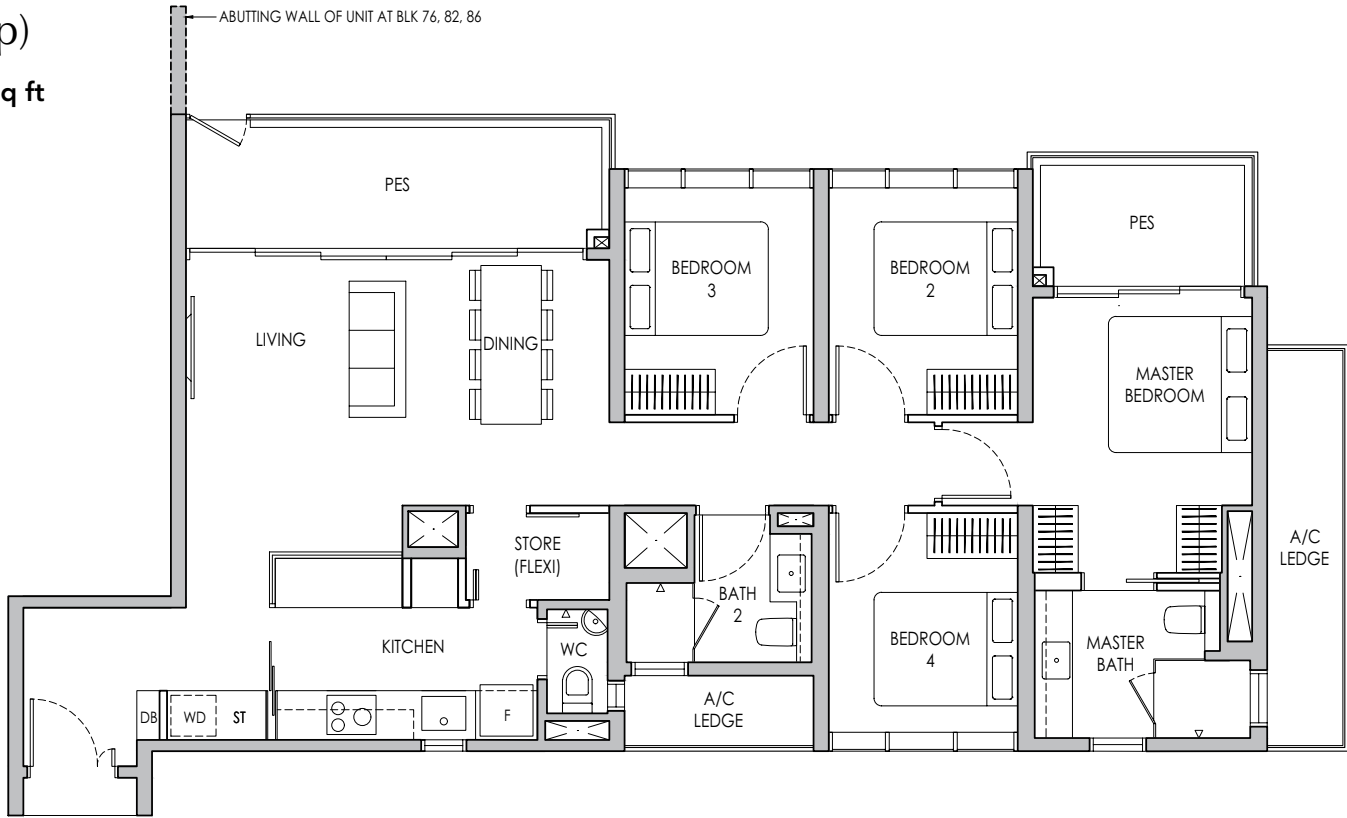 ABUTTING WALL OF UNIT AT BLK 76, 82, 86
p)
q ft
PES
PES
BEDROOM
3
BEDROOM
2
LIVING
DINING
MASTER
BEDROOM
STORE
(FLEXI)
A/C
LEDGE
BATH
2
KITCHEN
WC
BEDROOM
4
MASTER
BATH
A/C
LEDGE
DB
WD
ST
F